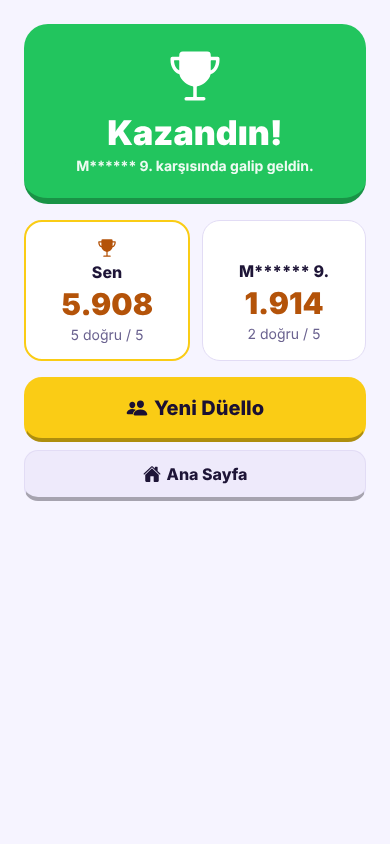 Kazandın!
M****** 9. karşısında galip geldin.
Sen
5.908
5 doğru / 5
M****** 9.
1.914
2 doğru / 5
Yeni Düello
Ana Sayfa